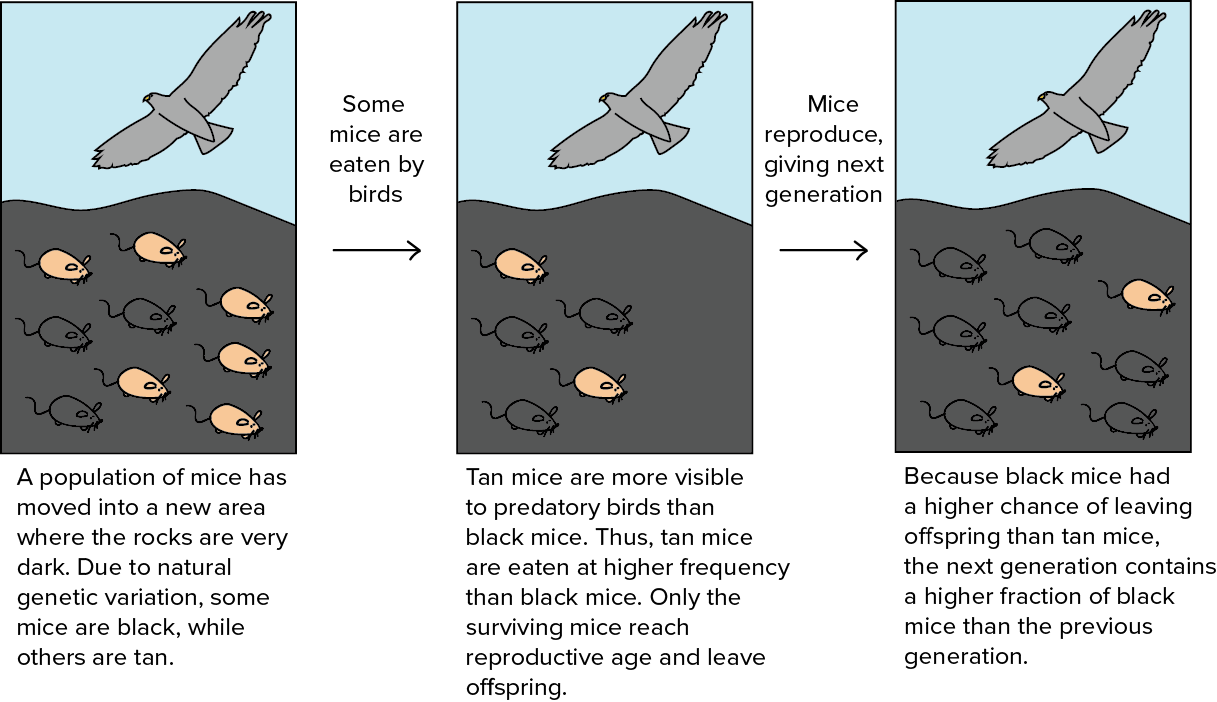 Some
mice are
eaten by
birds
Mice
reproduce,
giving next
generation
A population of mice has
moved into a new area
where the rocks are very
dark. Due to natural
genetic variation, some
mice are black, while
others are tan.
Tan mice are more visible
to predatory birds than
black mice. Thus, tan mice
are eaten at higher frequency
than black mice. Only the
surviving mice reach
reproductive age and leave
offspring.
Because black mice had
a higher chance of leaving
offspring than tan mice,
the next generation contains
a higher fraction of black
mice than the previous
generation.